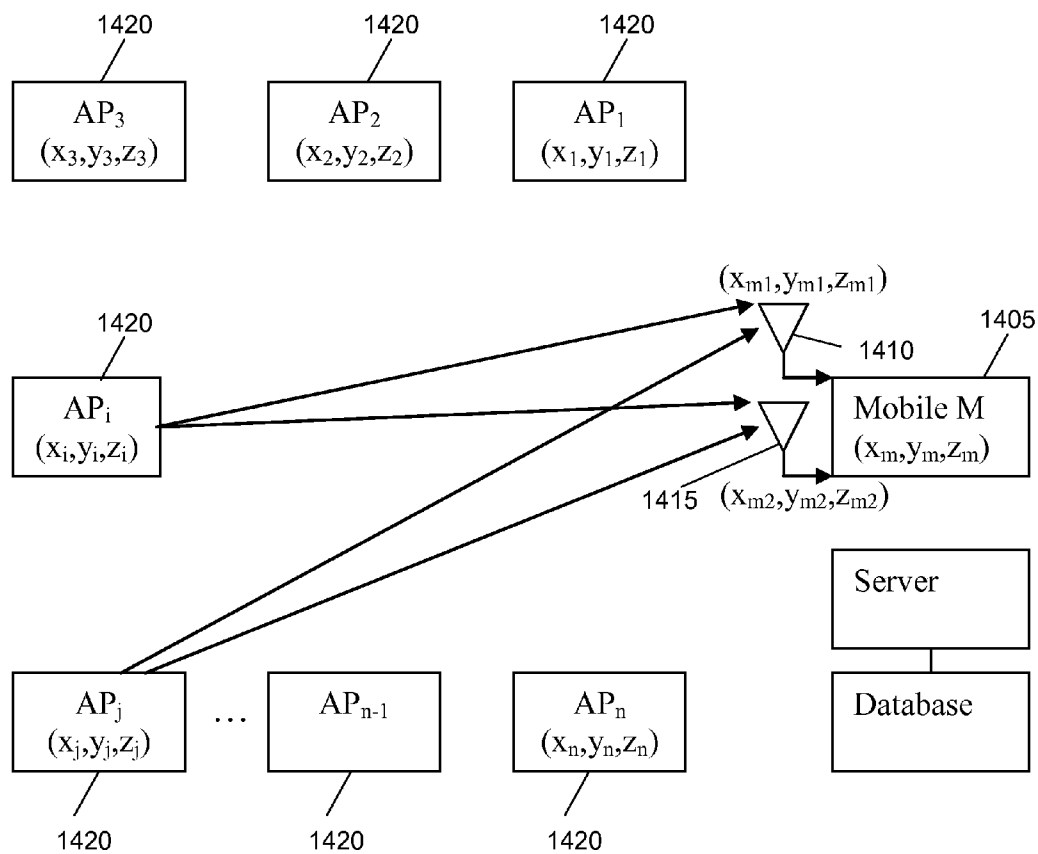 1420 1420 1420
AP₃ AP₂ AP₁
(x₃,y₃,z₃) (x₂,y₂,z₂) (x₁,y₁,z₁)
(xₘ₁,yₘ₁,zₘ₁)
1420 1405
1410
APᵢ Mobile M
(xᵢ,yᵢ,zᵢ) (xₘ,yₘ,zₘ)
1415 (xₘ₂,yₘ₂,zₘ₂)
Server
APⱼ … APₙ₋₁ APₙ Database
(xⱼ,yⱼ,zⱼ) (xₙ,yₙ,zₙ)
1420 1420 1420